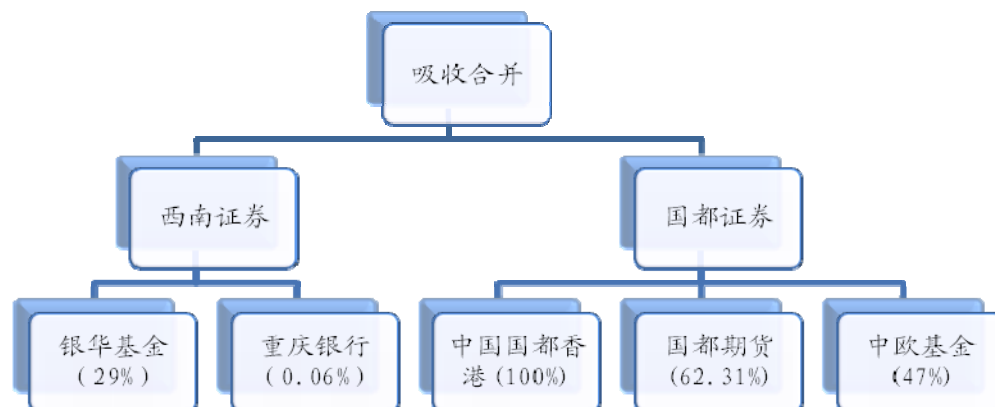 吸收合并
西南证券
国都证券
银华基金
(29%)
重庆银行
(0.06%)
中国国都香
港(100%)
国都期货
(62.31%)
中欧基金
(47%)